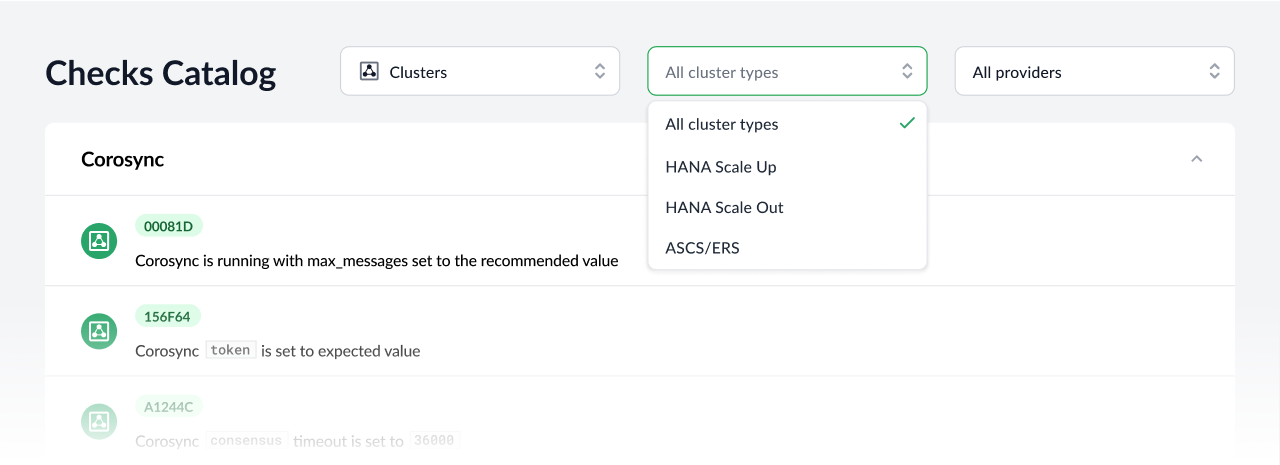 Checks Catalog
Clusters
All cluster types
All providers
All cluster types
HANA Scale Up
HANA Scale Out
ASCS/ERS
Corosync
00081D
Corosync is running with max_messages set to the recommended value
156F64
Corosync token is set to expected value
A1244C
Corosync consensus timeout is set to 36000